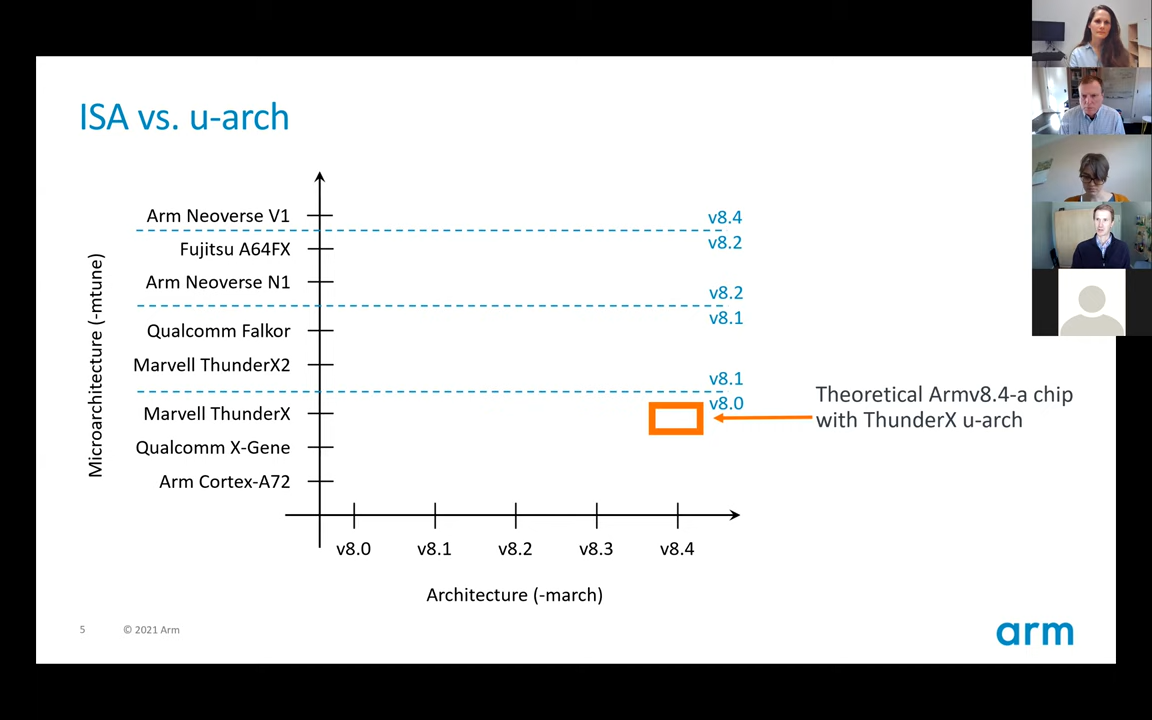 ISA vs. u-arch
Microarchitecture (-mtune)
Arm Neoverse V1
v8.4
v8.2
Fujitsu A64FX
Arm Neoverse N1
v8.2
v8.1
Qualcomm Falkor
Marvell ThunderX2
v8.1
v8.0
Marvell ThunderX
Qualcomm X-Gene
Arm Cortex-A72
Theoretical Armv8.4-a chip
with ThunderX u-arch
v8.0 v8.1 v8.2 v8.3 v8.4
Architecture (-march)
5 © 2021 Arm
arm